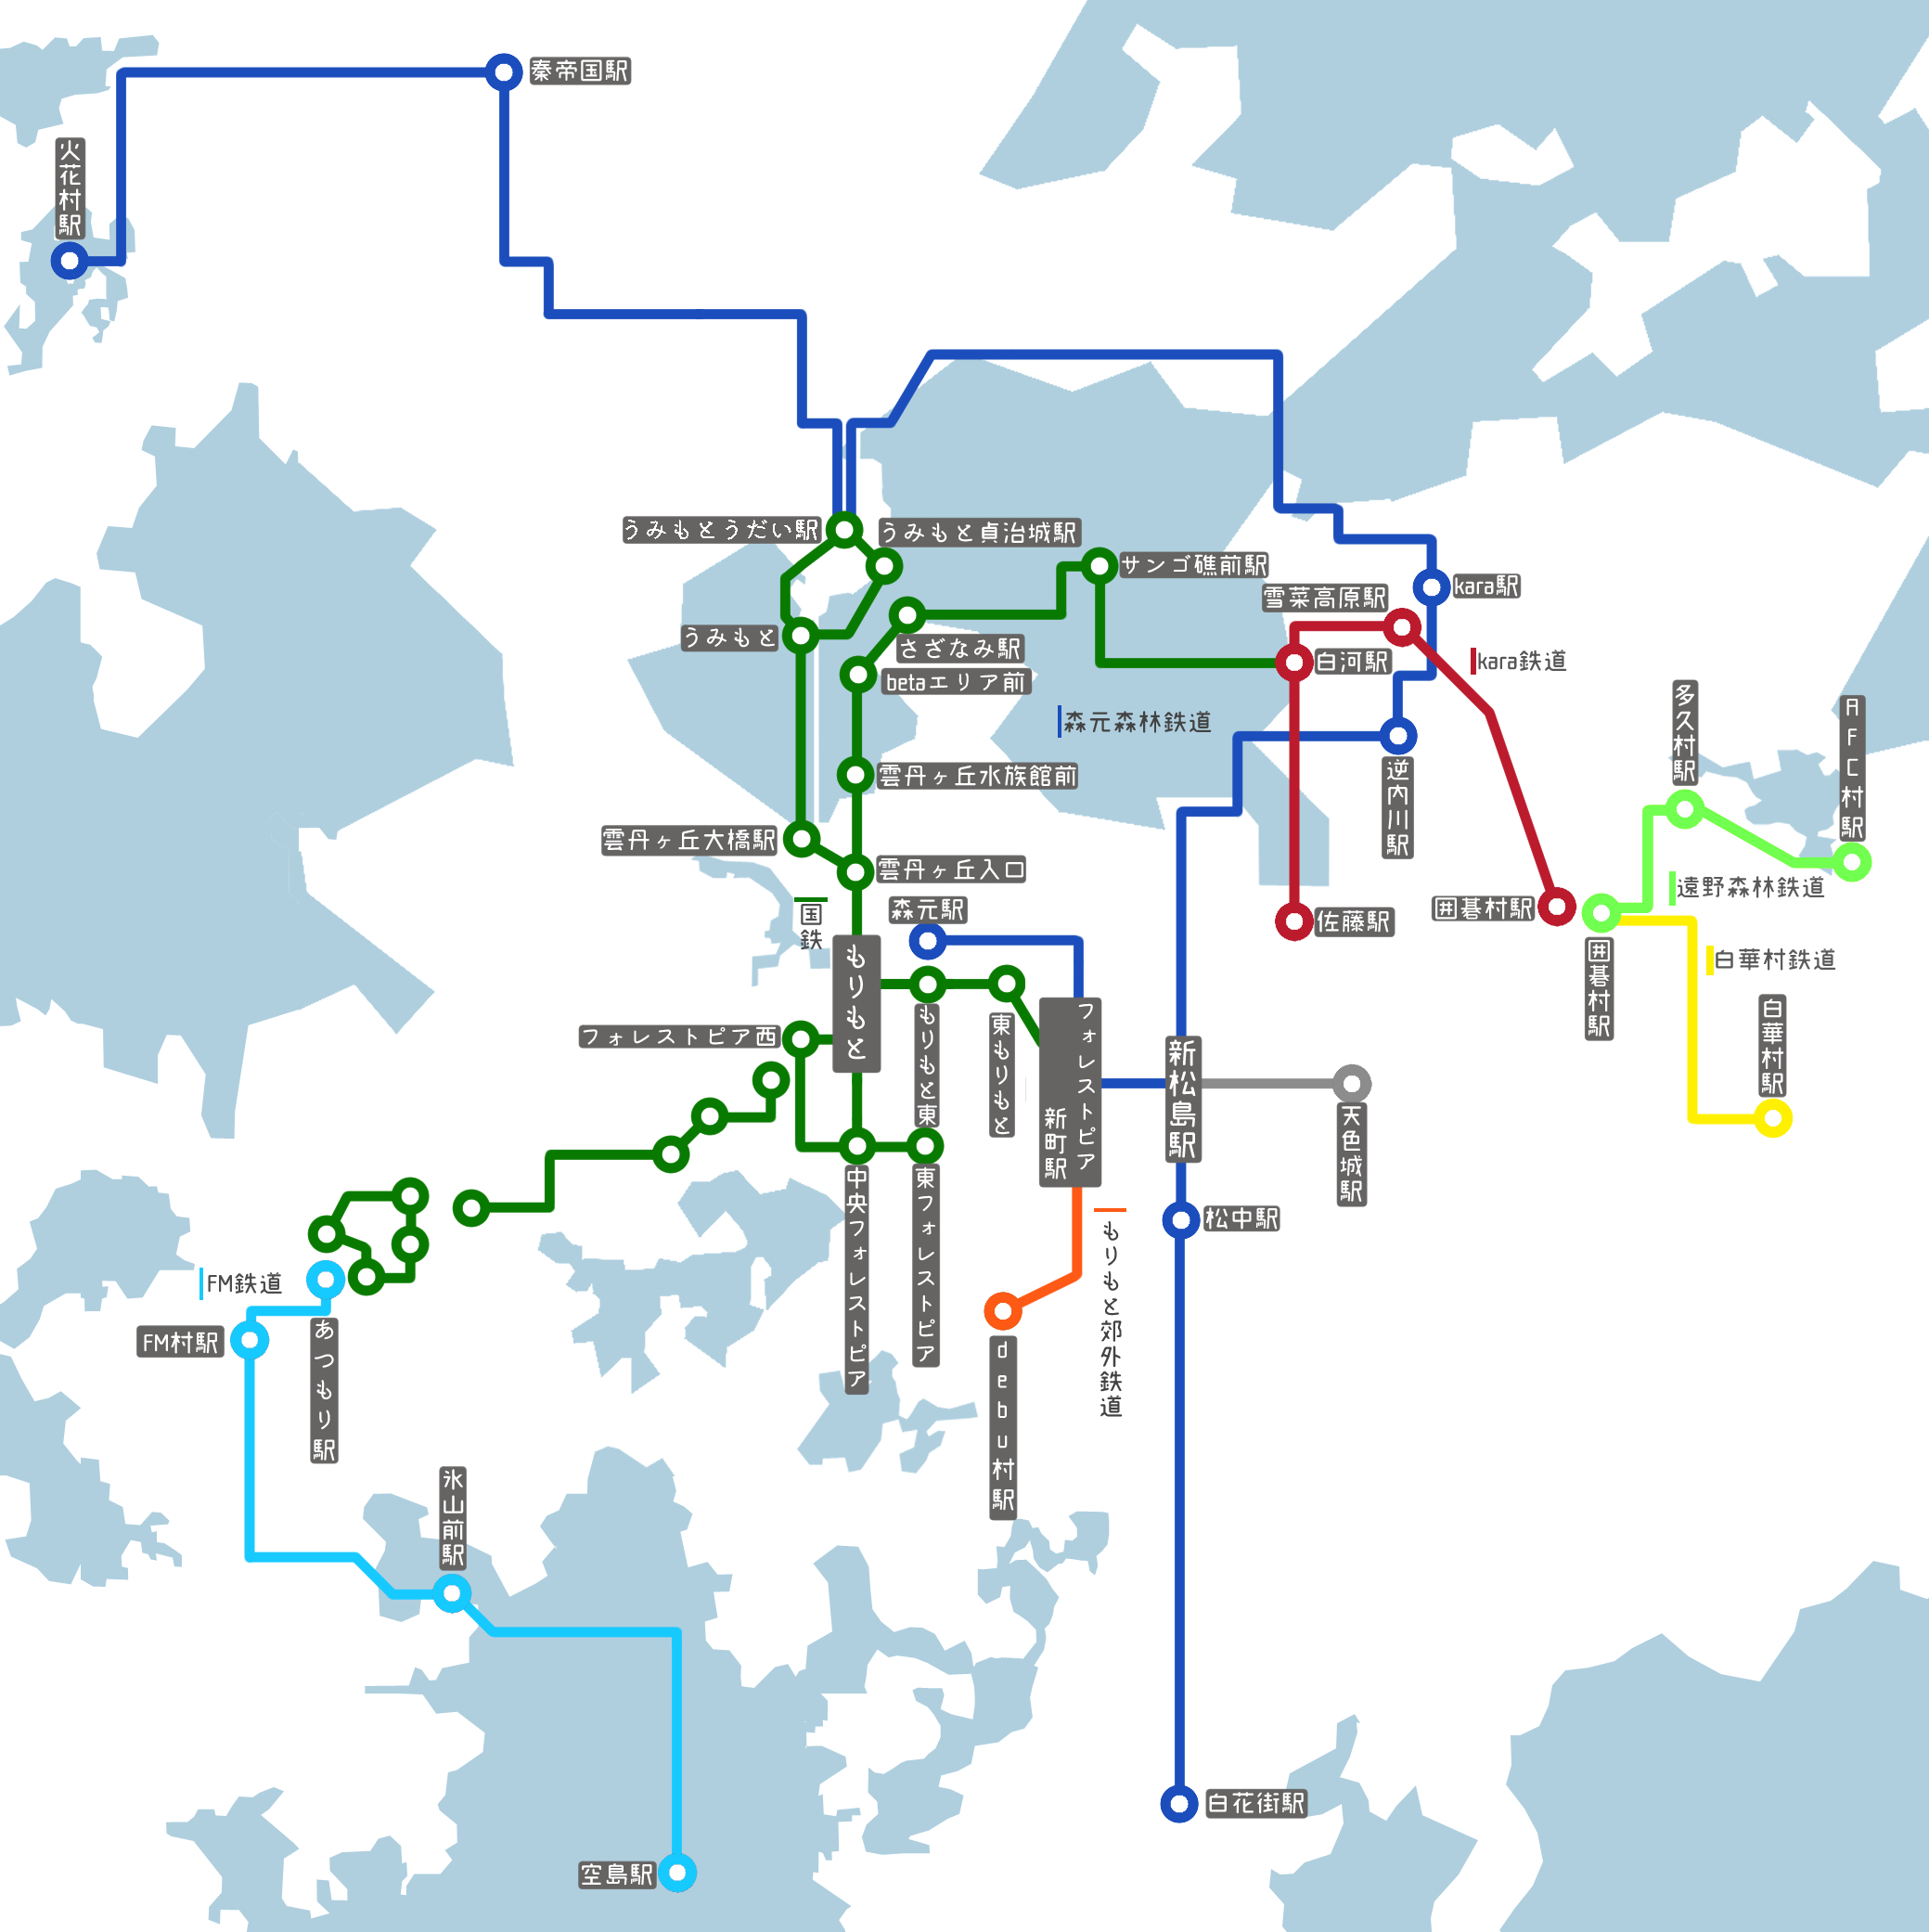 秦帝国駅
火花村駅
うみもとうだい駅
うみもと貞治城駅
サンゴ礁前駅
kara駅
雪菜高原駅
うみもと
さざなみ駅
白河駅
kara鉄道
betaエリア前
多久村駅
AFC村駅
森元森林鉄道
雲丹ヶ丘水族館前
逆内川駅
雲丹ヶ丘大橋駅
雲丹ヶ丘入口
遠野森林鉄道
国鉄
森元駅
佐藤駅
囲碁村駅
囲碁村駅
白華村鉄道
もりもと
白華村駅
フォレストピア西
もりもと東
東もりもと
フォレストピア
新町駅
新松島駅
天色城駅
中央フォレストピア
東フォレストピア
松中駅
もりもと郊外鉄道
FM鉄道
FM村駅
あつもり駅
debu村駅
氷山前駅
白花街駅
空島駅